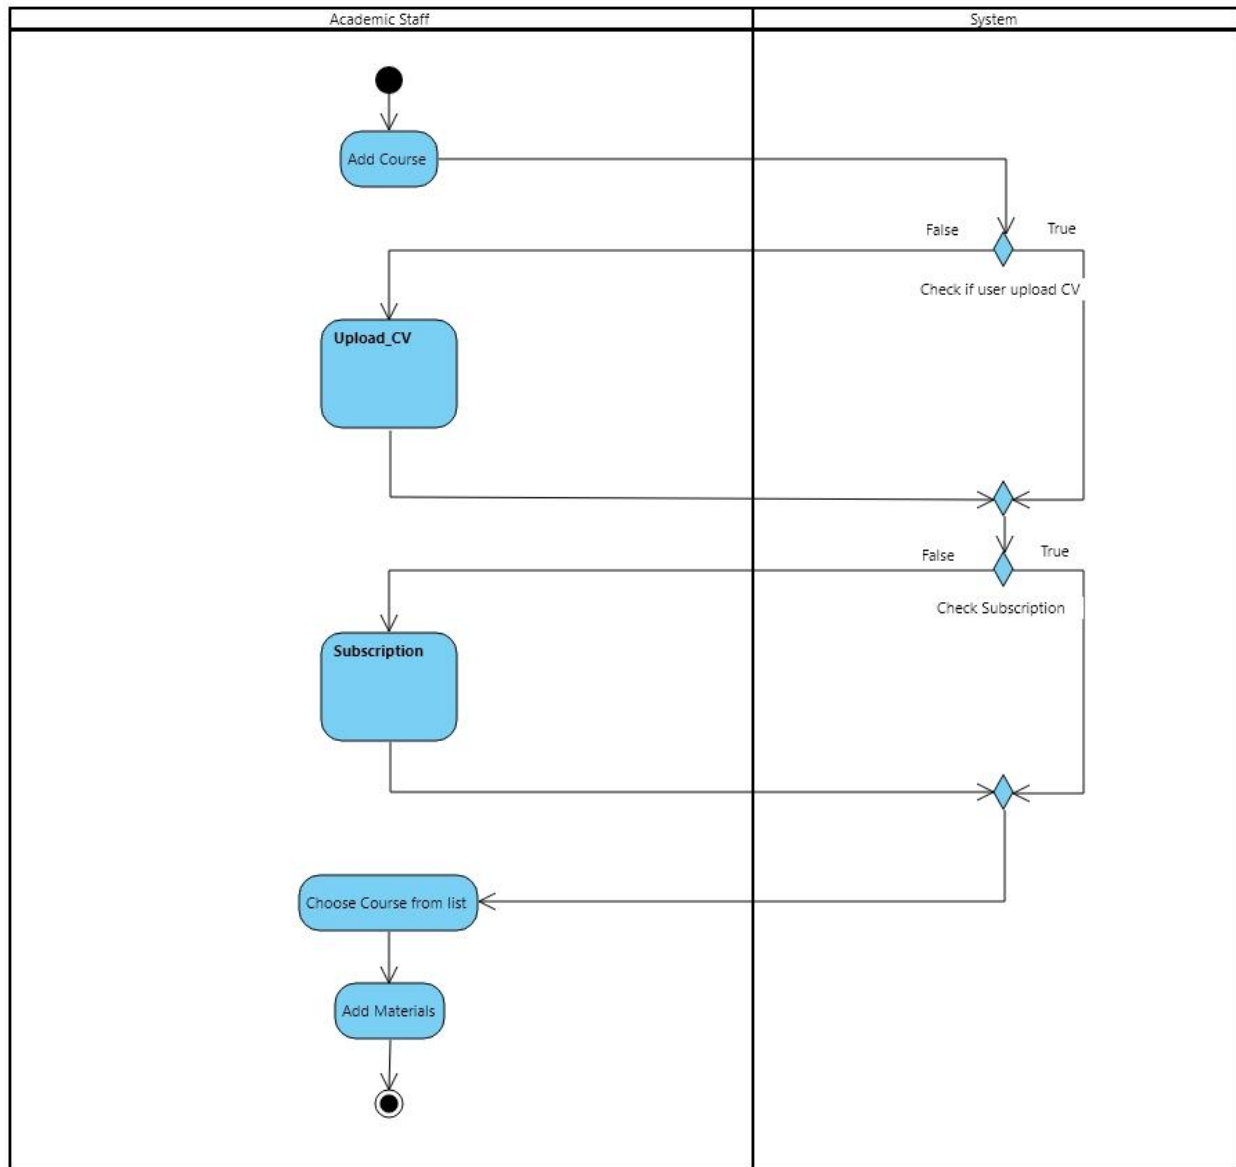 Academic Staff
System
Add Course
False
True
Check if user upload CV
Upload_CV
False
True
Check Subscription
Subscription
Choose Course from list
Add Materials